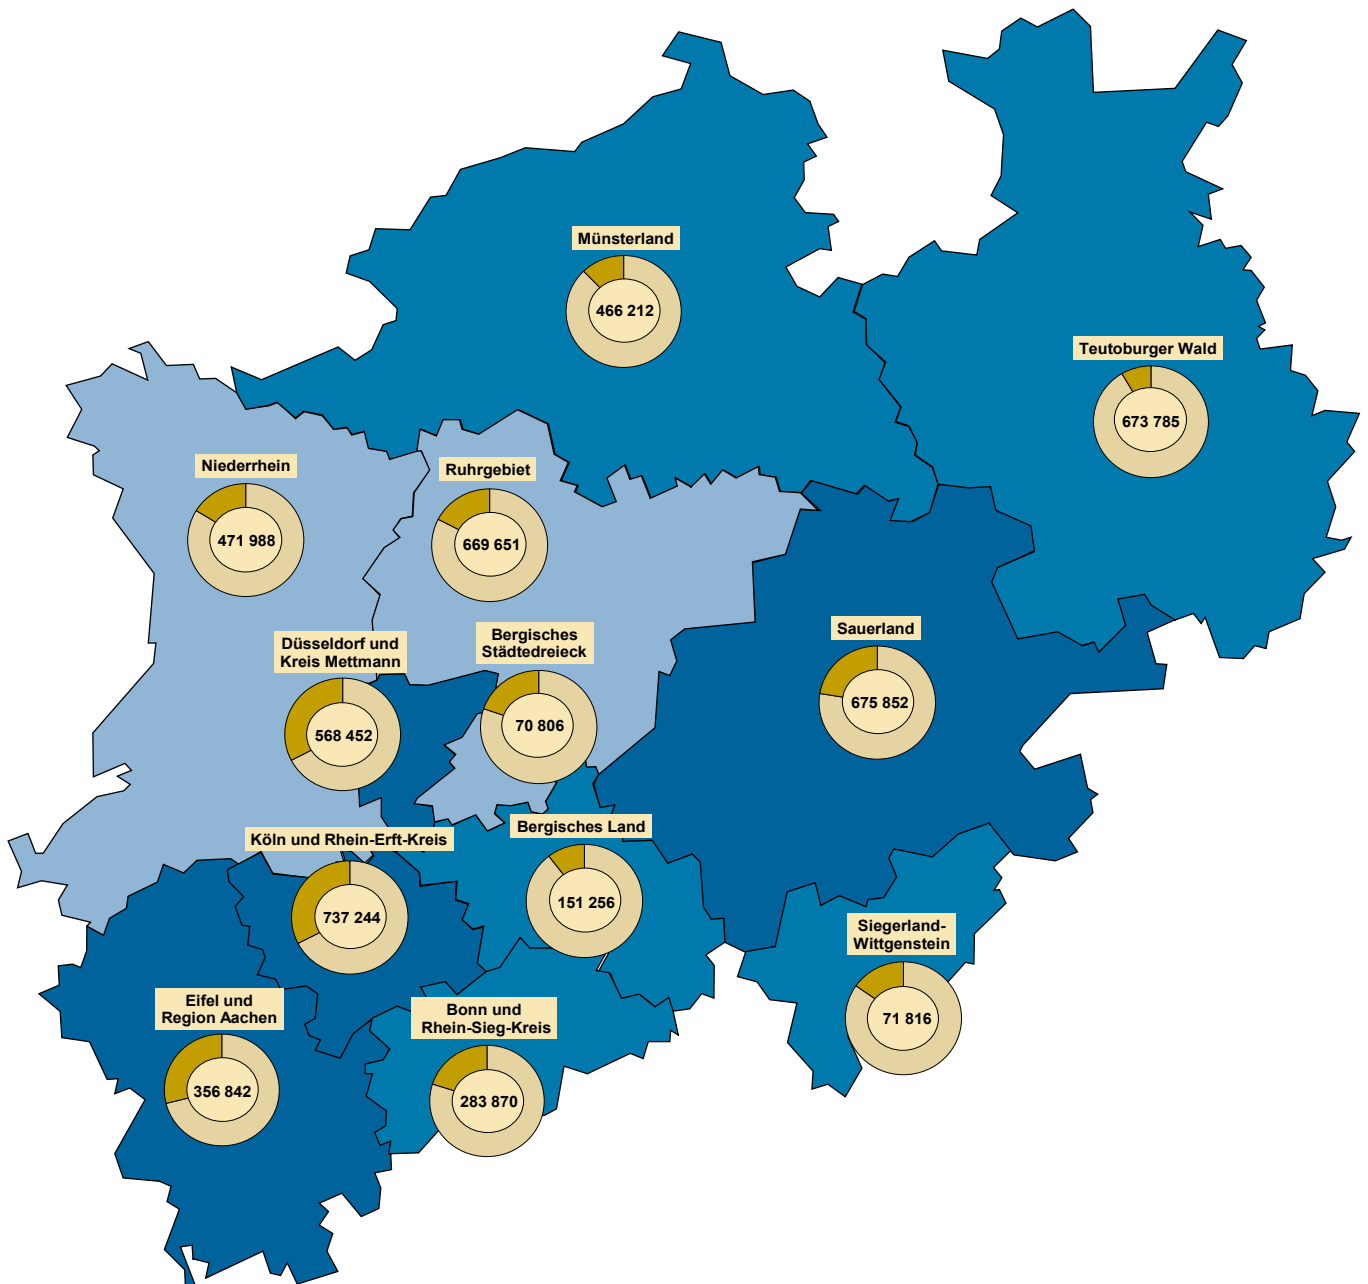 Münsterland
466 212
Teutoburger Wald
673 785
Niederrhein
471 988
Ruhrgebiet
669 651
Düsseldorf und
Kreis Mettmann
568 452
Bergisches
Städtedreieck
70 806
Sauerland
675 852
Köln und Rhein-Erft-Kreis
737 244
Bergisches Land
151 256
Siegerland-
Wittgenstein
71 816
Eifel und
Region Aachen
356 842
Bonn und
Rhein-Sieg-Kreis
283 870